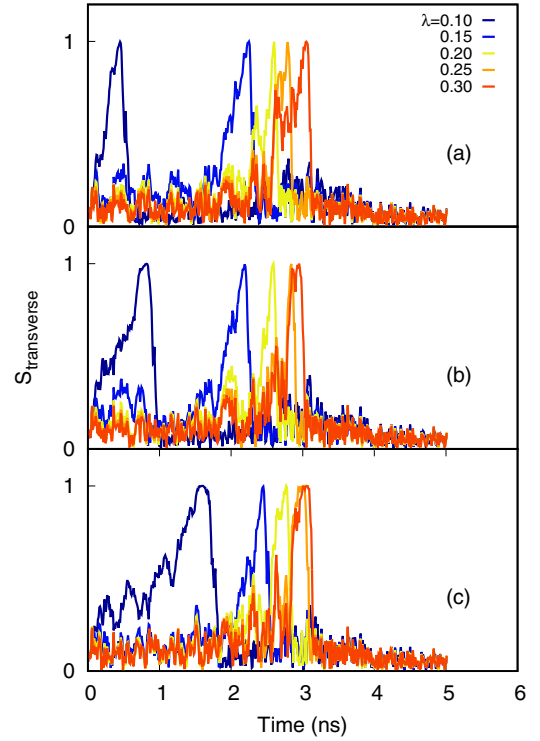 λ=0.10
0.15
0.20
0.25
0.30
1
(a)
0
1
(b)
0
1
(c)
0
S_transverse
0 1 2 3 4 5 6
Time (ns)